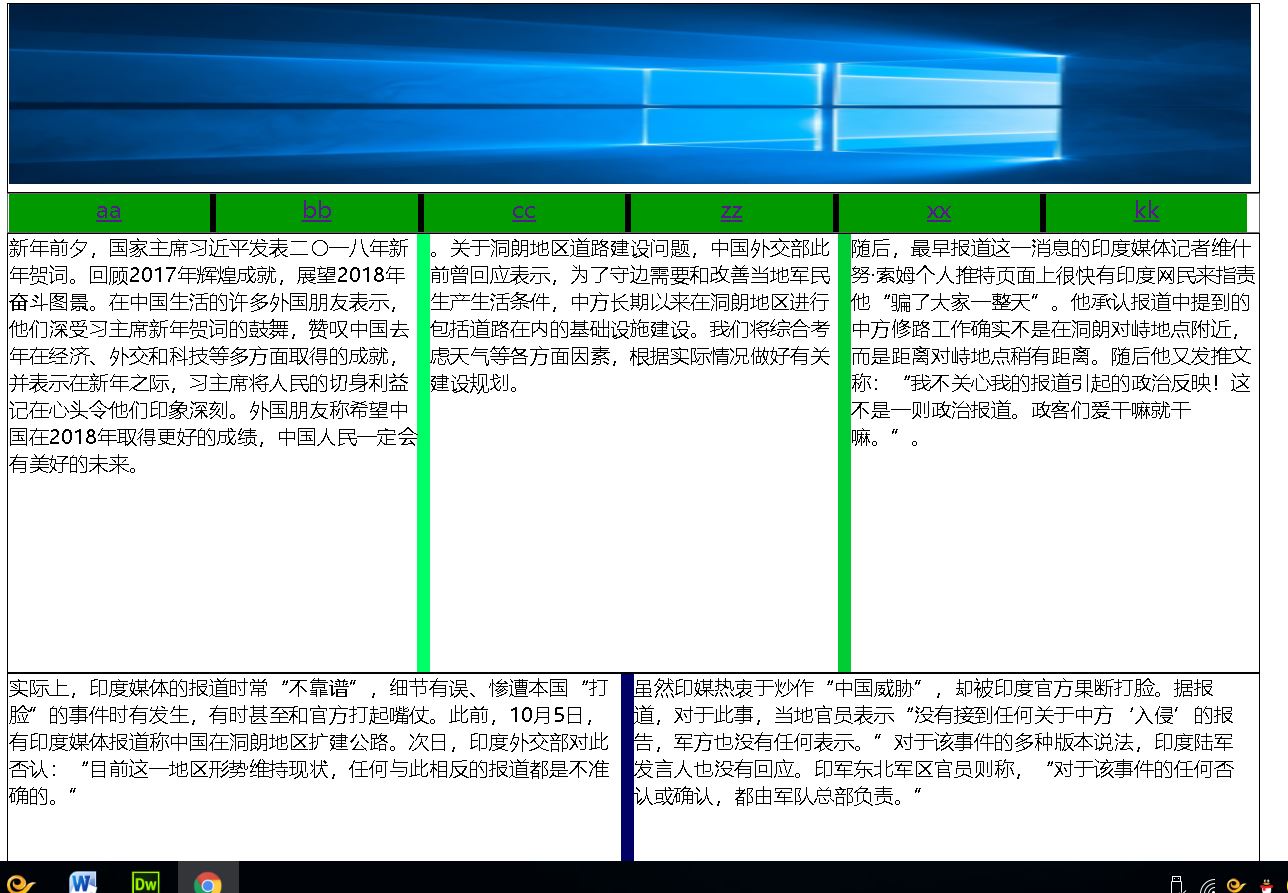 aa
bb
cc
zz
xx
kk
新年前夕，国家主席习近平发表二〇一八年新
年贺词。回顾2017年辉煌成就，展望2018年
奋斗图景。在中国生活的许多外国朋友表示，
他们深受习主席新年贺词的鼓舞，赞叹中国去
年在经济、外交和科技等多方面取得的成就，
并表示在新年之际，习主席将人民的切身利益
记在心头令他们印象深刻。外国朋友称希望中
国在2018年取得更好的成绩，中国人民一定会
有美好的未来。
。关于洞朗地区道路建设问题，中国外交部此
前曾回应表示，为了守边需要和改善当地军民
生产生活条件，中方长期以来在洞朗地区进行
包括道路在内的基础设施建设。我们将综合考
虑天气等各方面因素，根据实际情况做好有关
建设规划。
随后，最早报道这一消息的印度媒体记者维什
努·索姆个人推特页面上很快有印度网民来指责
他“骗了大家一整天”。他承认报道中提到的
中方修路工作确实不是在洞朗对峙地点附近，
而是距离对峙地点稍有距离。随后他又发推文
称：“我不关心我的报道引起的政治反映！这
不是一则政治报道。政客们爱干嘛就干
嘛。”。
实际上，印度媒体的报道时常“不靠谱”，细节有误、惨遭本国“打
脸”的事件时有发生，有时甚至和官方打起嘴仗。此前，10月5日，
有印度媒体报道称中国在洞朗地区扩建公路。次日，印度外交部对此
否认：“目前这一地区形势维持现状，任何与此相反的报道都是不准
确的。“
虽然印媒热衷于炒作“中国威胁”，却被印度官方果断打脸。据报
道，对于此事，当地官员表示“没有接到任何关于中方‘入侵’的报
告，军方也没有任何表示。”对于该事件的多种版本说法，印度陆军
发言人也没有回应。印军东北军区官员则称，“对于该事件的任何否
认或确认，都由军队总部负责。“
W
Dw